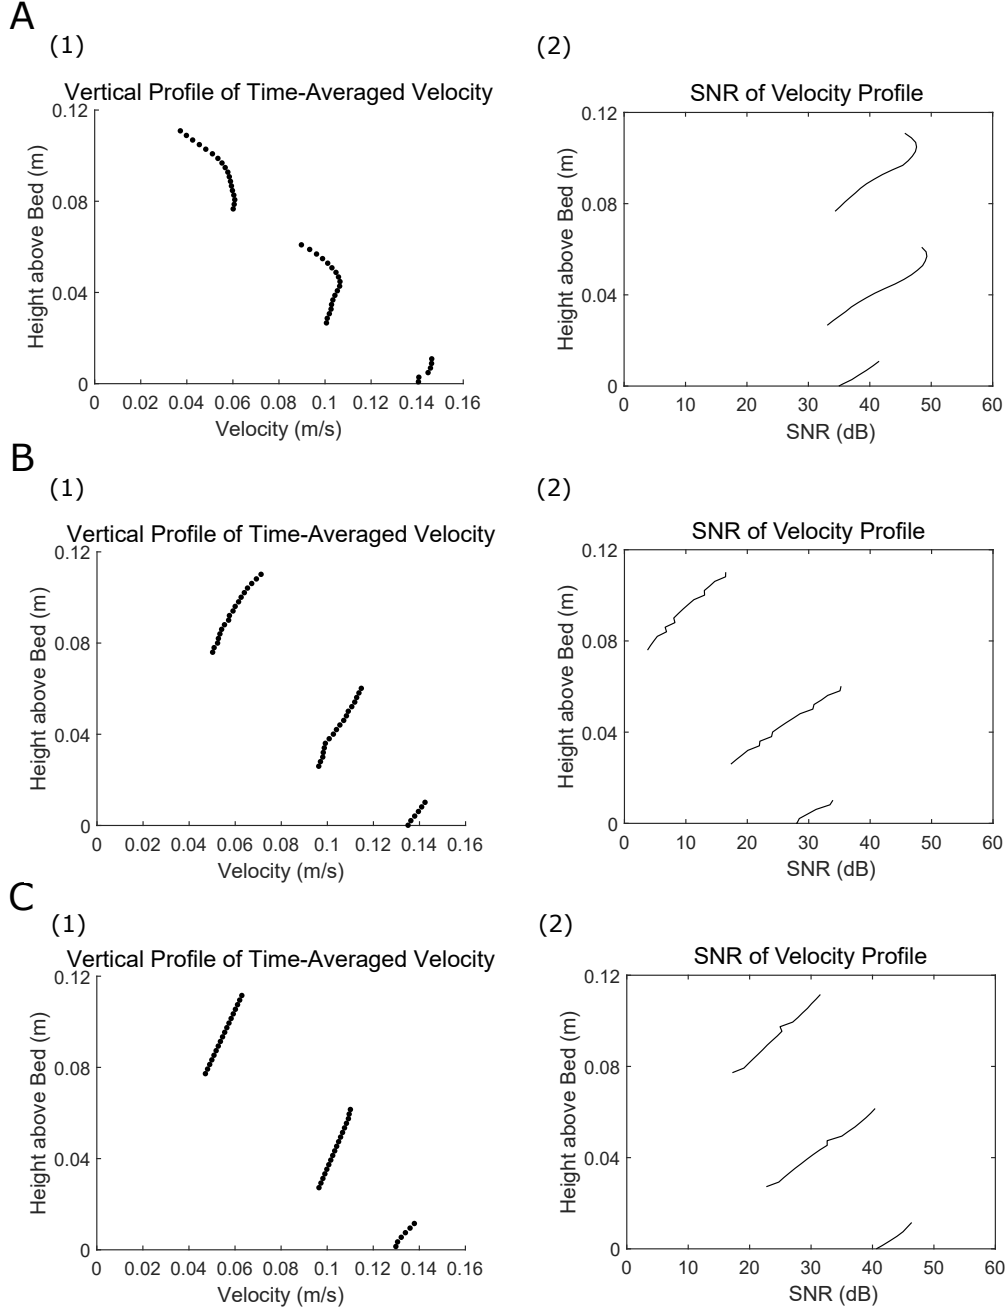 A
(1)
(2)
Vertical Profile of Time-Averaged Velocity
SNR of Velocity Profile
0.12
0.08
0.04
0
Height above Bed (m)
0 0.02 0.04 0.06 0.08 0.1 0.12 0.14 0.16
Velocity (m/s)
0.12
0.08
0.04
0
Height above Bed (m)
0 10 20 30 40 50 60
SNR (dB)
B
(1)
(2)
Vertical Profile of Time-Averaged Velocity
SNR of Velocity Profile
0.12
0.08
0.04
0
Height above Bed (m)
0 0.02 0.04 0.06 0.08 0.1 0.12 0.14 0.16
Velocity (m/s)
0.12
0.08
0.04
0
Height above Bed (m)
0 10 20 30 40 50 60
SNR (dB)
C
(1)
(2)
Vertical Profile of Time-Averaged Velocity
SNR of Velocity Profile
0.12
0.08
0.04
0
Height above Bed (m)
0 0.02 0.04 0.06 0.08 0.1 0.12 0.14 0.16
Velocity (m/s)
0.12
0.08
0.04
0
Height above Bed (m)
0 10 20 30 40 50 60
SNR (dB)